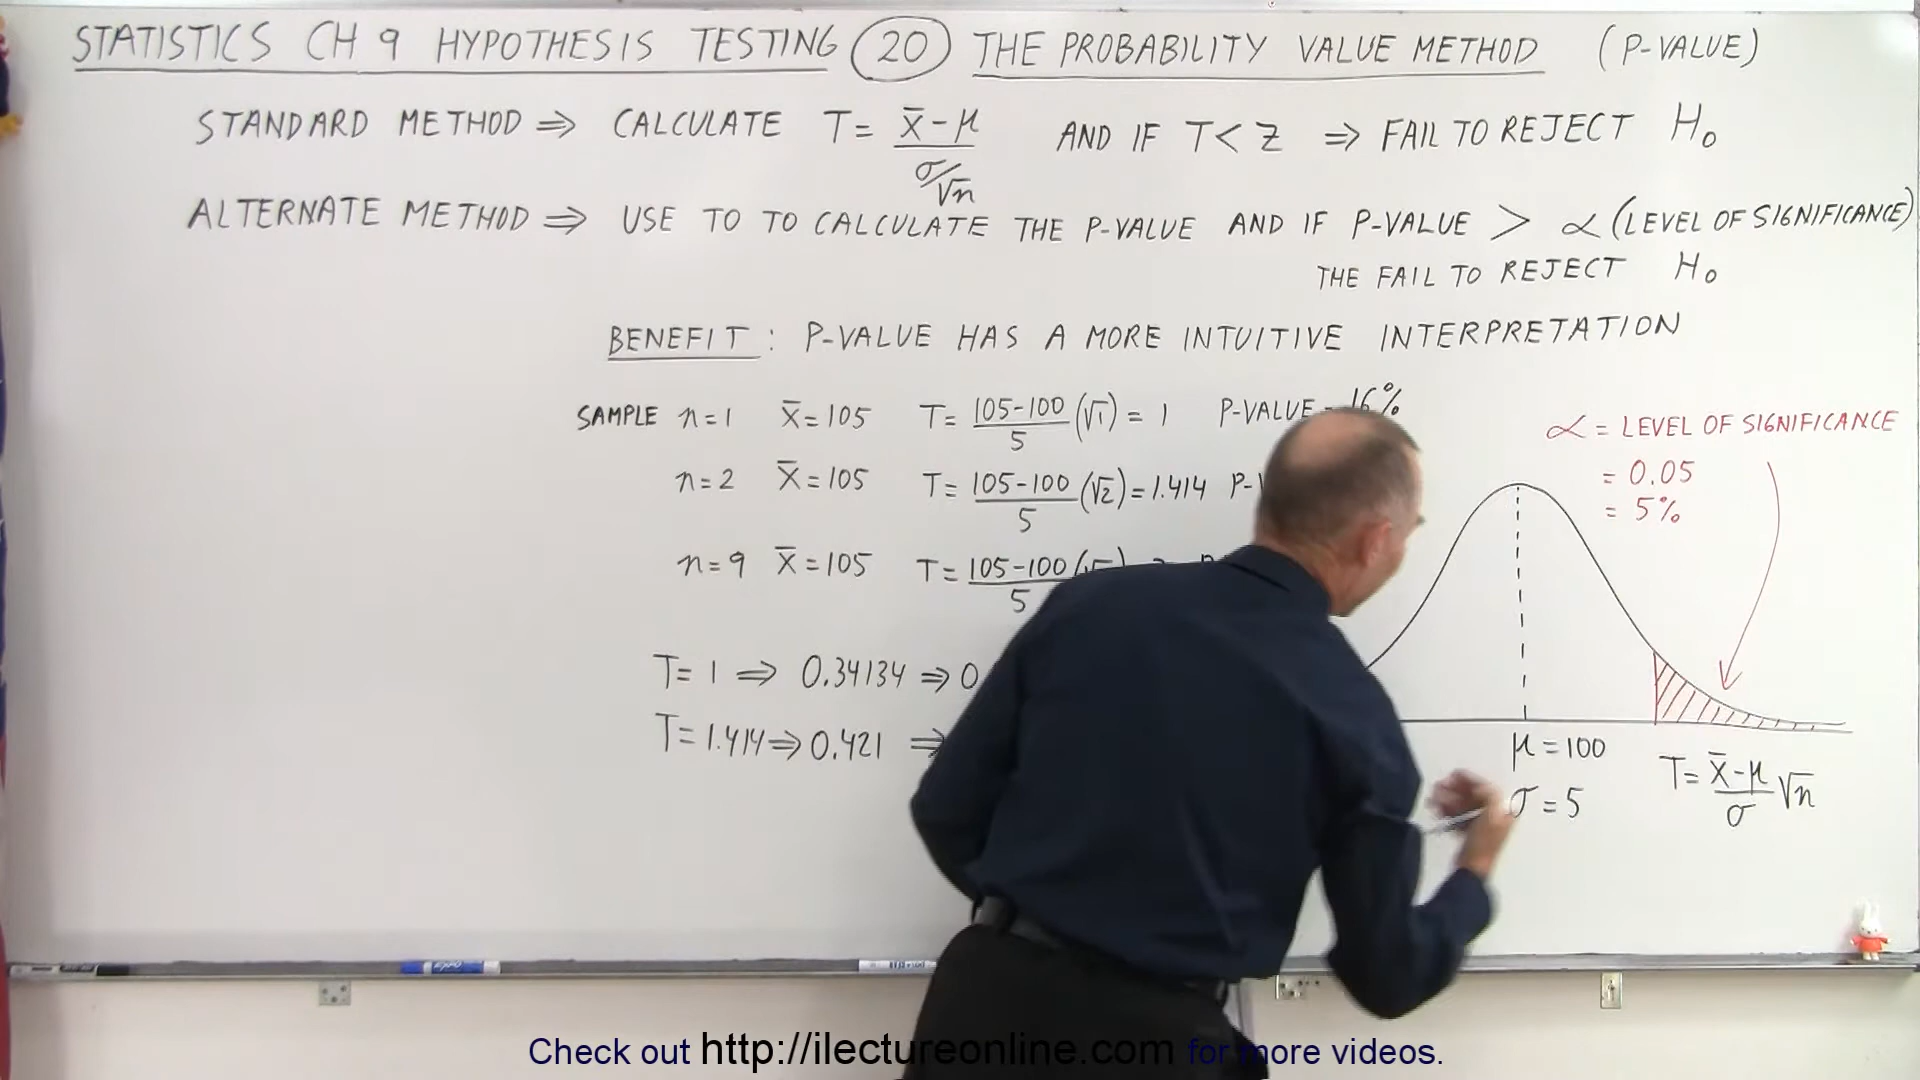 STATISTICS CH 9 HYPOTHESIS TESTING (20) THE PROBABILITY VALUE METHOD (P-VALUE)
STANDARD METHOD ⇒ CALCULATE T = (x̄ - μ)/(σ/√n) AND IF T < Z ⇒ FAIL TO REJECT H₀
ALTERNATE METHOD ⇒ USE TO TO CALCULATE THE P-VALUE AND IF P-VALUE > α (LEVEL OF SIGNIFICANCE)
THE FAIL TO REJECT H₀
BENEFIT: P-VALUE HAS A MORE INTUITIVE INTERPRETATION
SAMPLE n=1 x̄=105 T= (105-100)/5 (√1) = 1 P-VALUE 16%
n=2 x̄=105 T= (105-100)/5 (√2) = 1.414 P-
n=9 x̄=105 T= (105-100)/5
T= 1 ⇒ 0.34134 ⇒ 0
T=1.414 ⇒ 0.421 ⇒
α = LEVEL OF SIGNIFICANCE
= 0.05
= 5%
μ = 100
σ = 5
T= (x̄-μ)/σ √n
Check out http://ilectureonline.com for more videos.